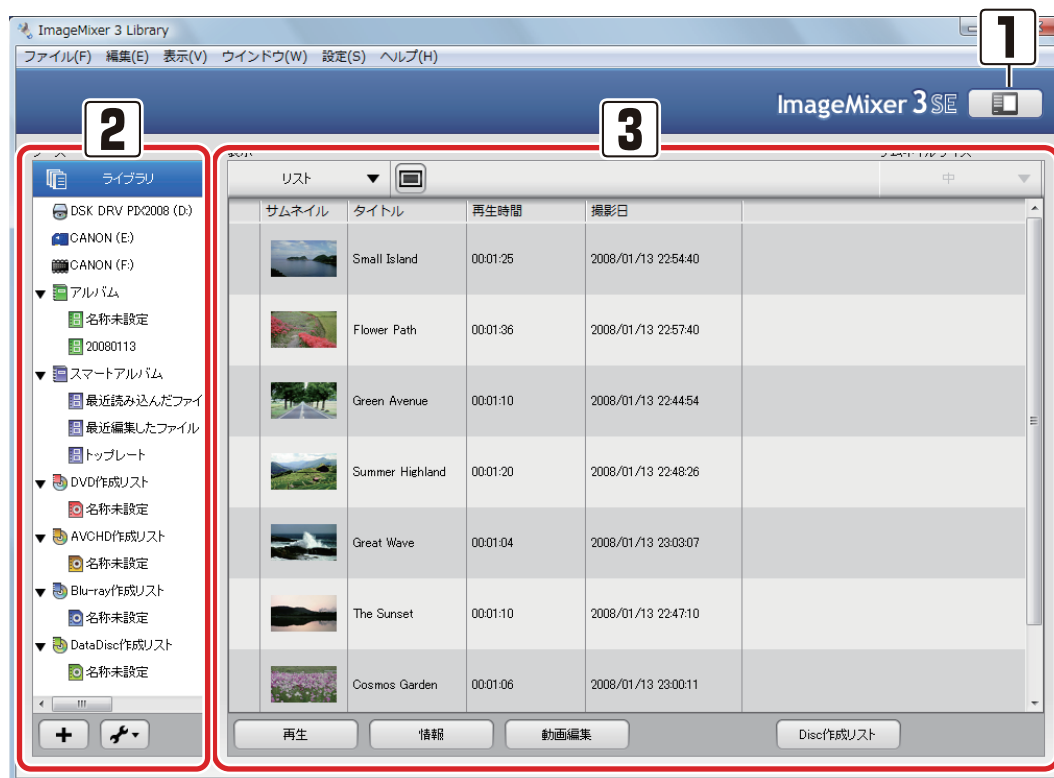 ImageMixer 3 Library
ファイル(F) 編集(E) 表示(V) ウインドウ(W) 設定(S) ヘルプ(H)
1
ImageMixer 3 SE
2
3
ライブラリ
DSK DRV PIX2008 (D:)
CANON (E:)
CANON (F:)
アルバム
名称未設定
20080113
スマートアルバム
最近読み込んだファイ
最近編集したファイル
トップレート
DVD作成リスト
名称未設定
AVCHD作成リスト
名称未設定
Blu-ray作成リスト
名称未設定
DataDisc作成リスト
名称未設定
リスト 中
サムネイル タイトル 再生時間 撮影日
Small Island 00:01:25 2008/01/13 22:54:40
Flower Path 00:01:36 2008/01/13 22:57:40
Green Avenue 00:01:10 2008/01/13 22:44:54
Summer Highland 00:01:20 2008/01/13 22:48:26
Great Wave 00:01:04 2008/01/13 23:03:07
The Sunset 00:01:10 2008/01/13 22:47:10
Cosmos Garden 00:01:06 2008/01/13 23:00:11
再生 情報 動画編集 Disc作成リスト